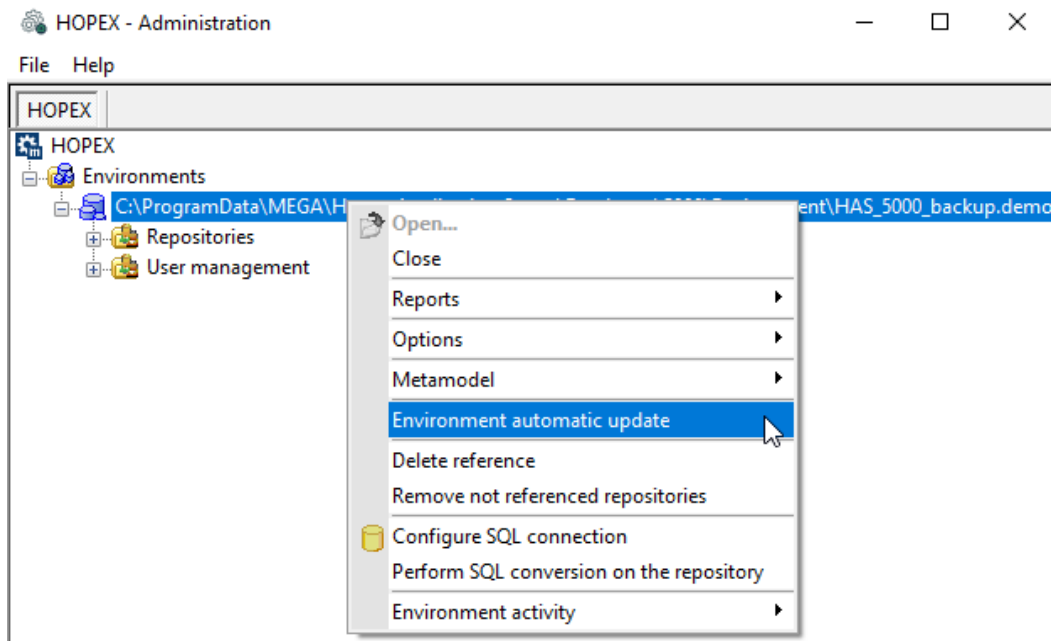 HOPEX - Administration
File Help
HOPEX
HOPEX
Environments
C:\ProgramData\MEGA\H ent\HAS_5000_backup.demo
Repositories
User management
Open...
Close
Reports
Options
Metamodel
Environment automatic update
Delete reference
Remove not referenced repositories
Configure SQL connection
Perform SQL conversion on the repository
Environment activity